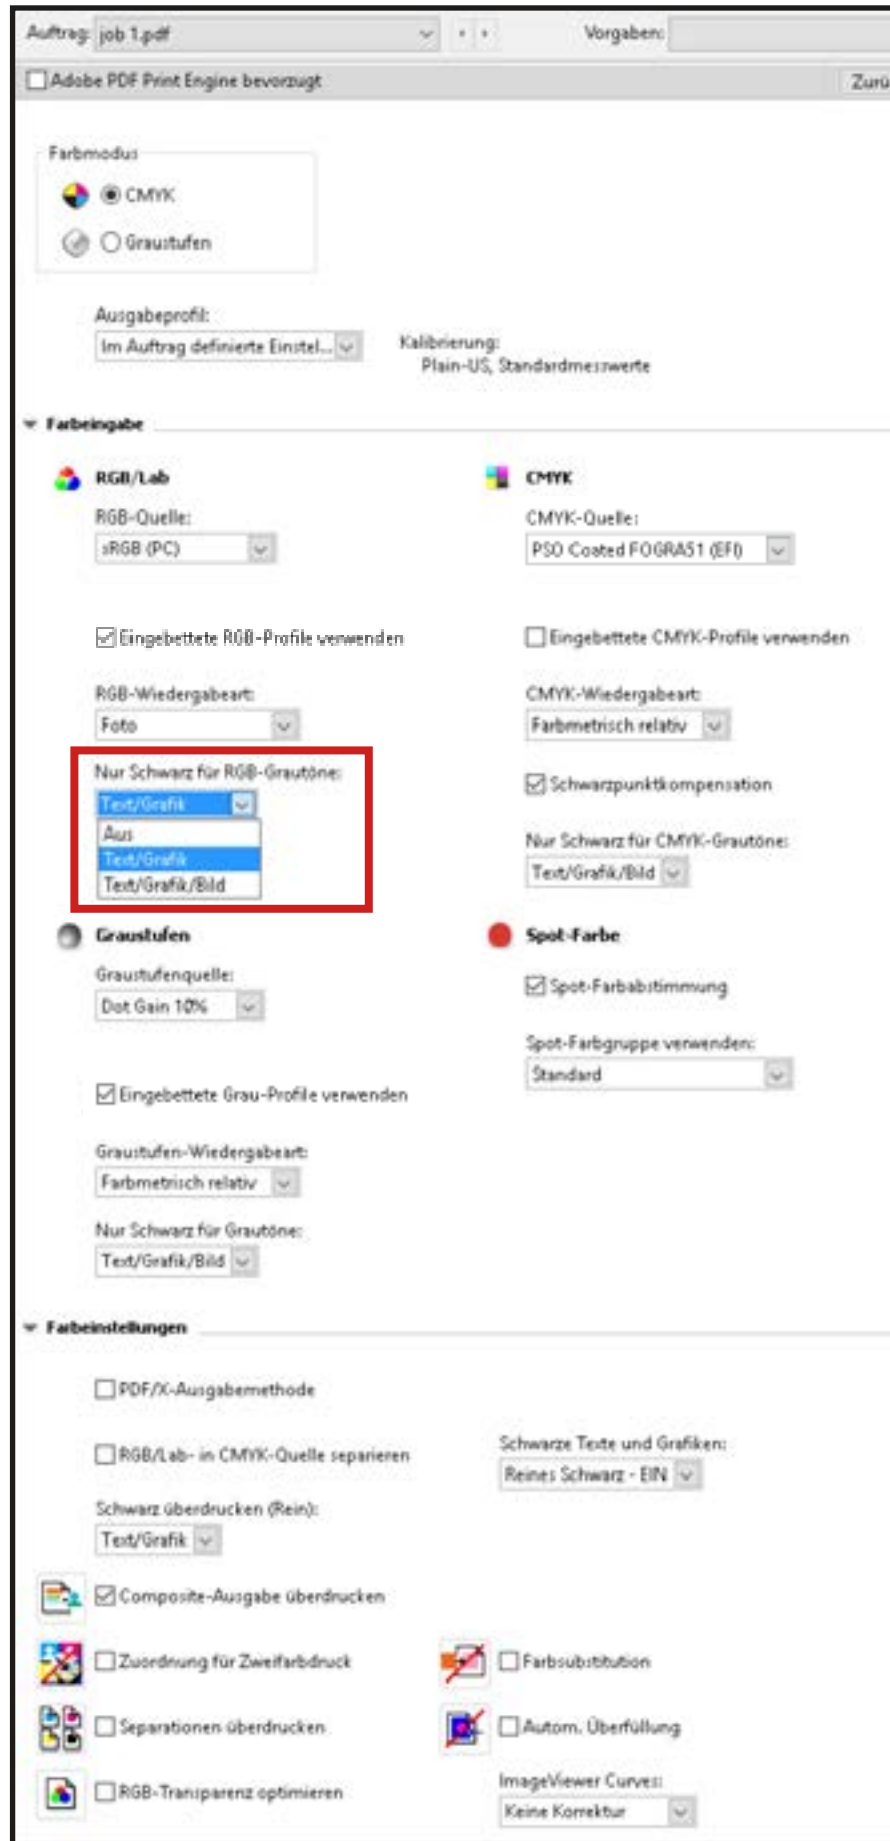 Auftrag: job 1.pdf Vorgaben:
Adobe PDF Print Engine bevorzugt Zurü
Farbmodus
CMYK
Graustufen
Ausgabeprofil:
Im Auftrag definierte Einstel...
Kalibrierung:
Plain-US, Standardmesswerte
Farbeingabe
RGB/Lab
RGB-Quelle:
sRGB (PC)
Eingebettete RGB-Profile verwenden
RGB-Wiedergabeart:
Foto
Nur Schwarz für RGB-Grautöne:
Text/Grafik
Aus
Text/Grafik
Text/Grafik/Bild
CMYK
CMYK-Quelle:
PSO Coated FOGRA51 (EFI)
Eingebettete CMYK-Profile verwenden
CMYK-Wiedergabeart:
Farbmetrisch relativ
Schwarzpunktkompensation
Nur Schwarz für CMYK-Grautöne:
Text/Grafik/Bild
Graustufen
Graustufenquelle:
Dot Gain 10%
Eingebettete Grau-Profile verwenden
Graustufen-Wiedergabeart:
Farbmetrisch relativ
Nur Schwarz für Grautöne:
Text/Grafik/Bild
Spot-Farbe
Spot-Farbabstimmung
Spot-Farbgruppe verwenden:
Standard
Farbeinstellungen
PDF/X-Ausgabemethode
RGB/Lab- in CMYK-Quelle separieren
Schwarze Texte und Grafiken:
Reines Schwarz - EIN
Schwarz überdrucken (Rein):
Text/Grafik
Composite-Ausgabe überdrucken
Zuordnung für Zweifarbdruck
Farbsubstitution
Separationen überdrucken
Autom. Überfüllung
RGB-Transparenz optimieren
ImageViewer Curves:
Keine Korrektur